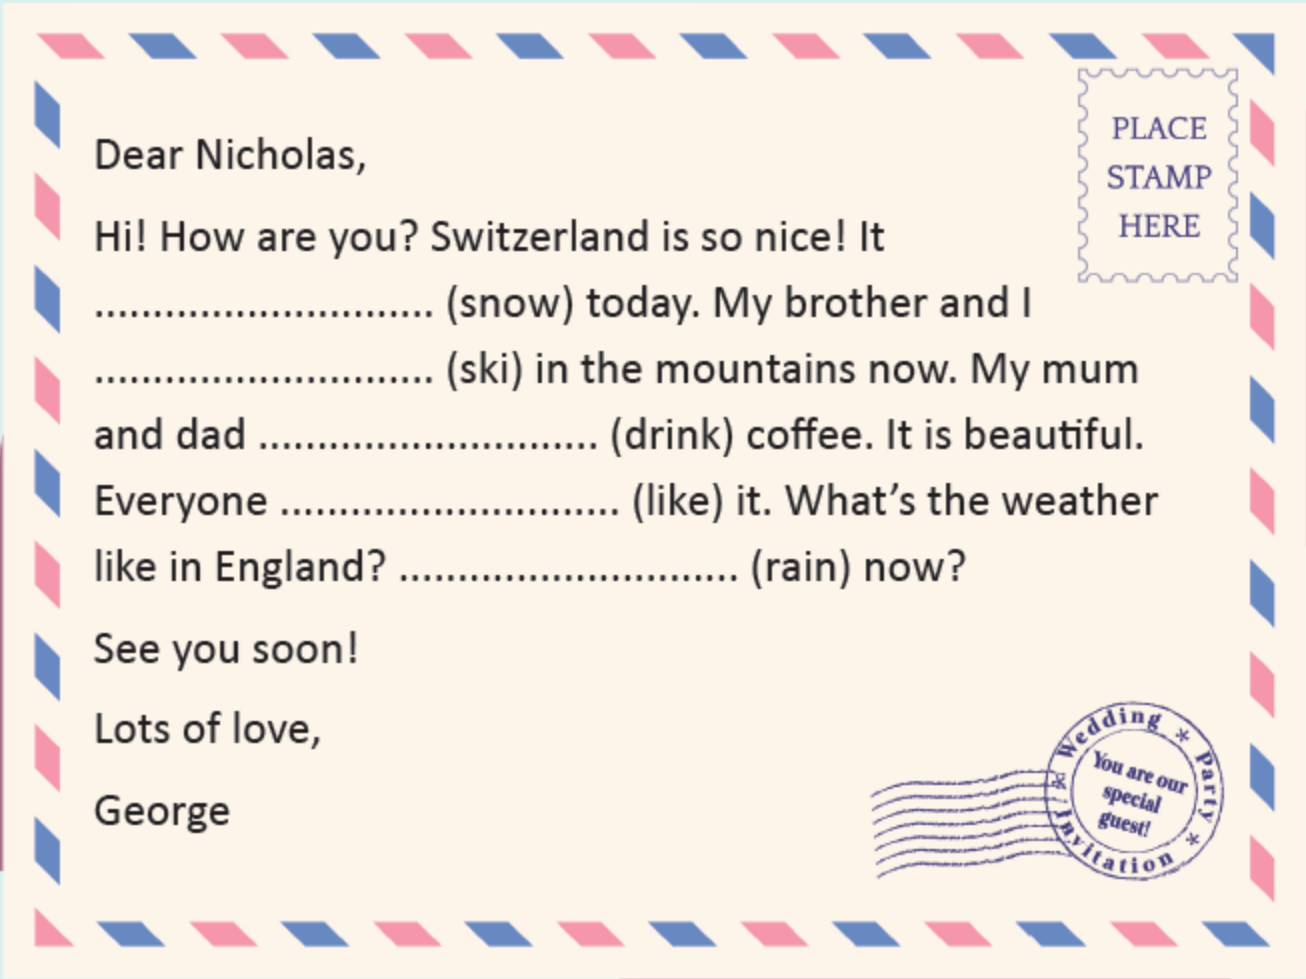 PLACE
STAMP
HERE
Dear Nicholas,
Hi! How are you? Switzerland is so nice! It
............................. (snow) today. My brother and I
............................. (ski) in the mountains now. My mum
and dad ............................. (drink) coffee. It is beautiful.
Everyone ............................. (like) it. What’s the weather
like in England? ............................. (rain) now?
See you soon!
Lots of love,
George
Wedding * Party * Invitation &
You are our
special
guest!